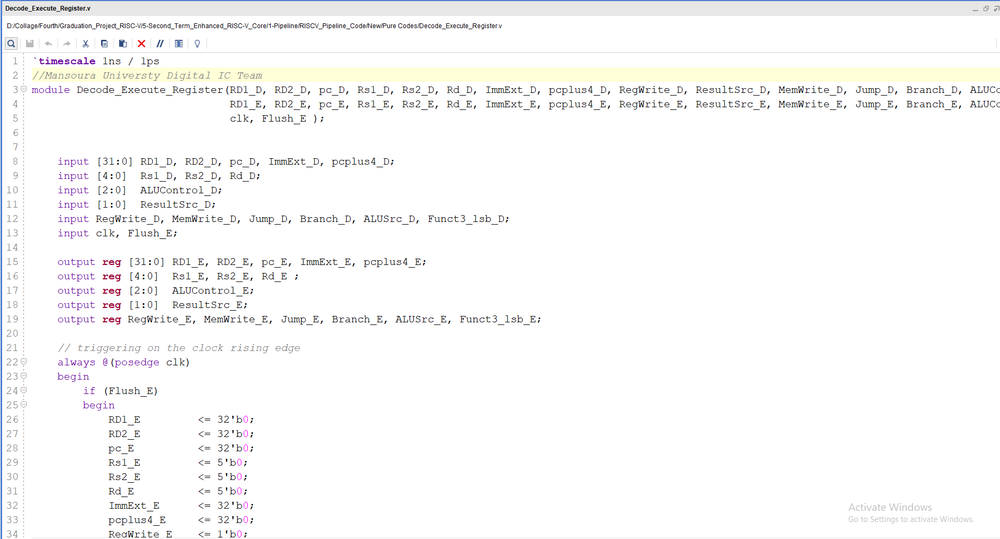 Decode_Execute_Register.v
D:/Collage/Fourth/Graduation_Project_RISC-V/5-Second_Term_Enhanced_RISC-V_Core/1-Pipeline/RISCV_Pipeline_Code/New/Pure Codes/Decode_Execute_Register.v
1 `timescale 1ns / 1ps
2 //Mansoura Universty Digital IC Team
3 module Decode_Execute_Register(RD1_D, RD2_D, pc_D, Rs1_D, Rs2_D, Rd_D, ImmExt_D, pcplus4_D, RegWrite_D, ResultSrc_D, MemWrite_D, Jump_D, Branch_D, ALUCo
4 RD1_E, RD2_E, pc_E, Rs1_E, Rs2_E, Rd_E, ImmExt_E, pcplus4_E, RegWrite_E, ResultSrc_E, MemWrite_E, Jump_E, Branch_E, ALUCo
5 clk, Flush_E );
6
7
8 input [31:0] RD1_D, RD2_D, pc_D, ImmExt_D, pcplus4_D;
9 input [4:0]  Rs1_D, Rs2_D, Rd_D;
10 input [2:0]  ALUControl_D;
11 input [1:0]  ResultSrc_D;
12 input RegWrite_D, MemWrite_D, Jump_D, Branch_D, ALUSrc_D, Funct3_lsb_D;
13 input clk, Flush_E;
14
15 output reg [31:0] RD1_E, RD2_E, pc_E, ImmExt_E, pcplus4_E;
16 output reg [4:0]  Rs1_E, Rs2_E, Rd_E ;
17 output reg [2:0]  ALUControl_E;
18 output reg [1:0]  ResultSrc_E;
19 output reg RegWrite_E, MemWrite_E, Jump_E, Branch_E, ALUSrc_E, Funct3_lsb_E;
20
21 // triggering on the clock rising edge
22 always @(posedge clk)
23 begin
24 if (Flush_E)
25 begin
26 RD1_E <= 32'b0;
27 RD2_E <= 32'b0;
28 pc_E <= 32'b0;
29 Rs1_E <= 5'b0;
30 Rs2_E <= 5'b0;
31 Rd_E <= 5'b0;
32 ImmExt_E <= 32'b0;
33 pcplus4_E <= 32'b0;
34 RegWrite_E <= 1'b0;
Activate Windows
Go to Settings to activate Windows.